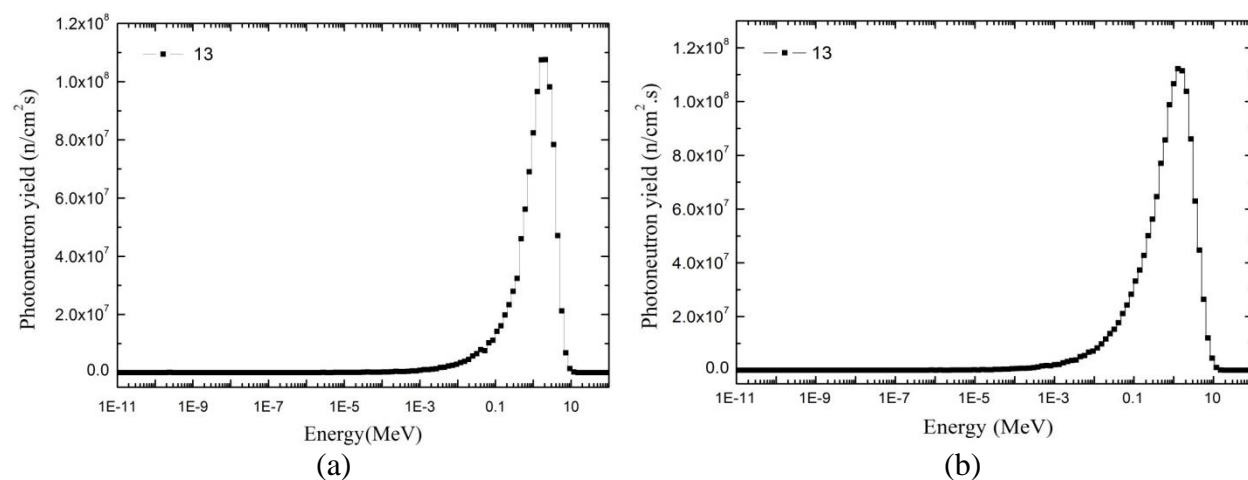 1.2x10^8
1.0x10^8
8.0x10^7
6.0x10^7
4.0x10^7
2.0x10^7
0.0
Photoneutron yield (n/cm^2s)
13
1E-11 1E-9 1E-7 1E-5 1E-3 0.1 10
Energy(MeV)
(a)
1.2x10^8
1.0x10^8
8.0x10^7
6.0x10^7
4.0x10^7
2.0x10^7
0.0
Photoneutron yield (n/cm^2.s)
13
1E-11 1E-9 1E-7 1E-5 1E-3 0.1 10
Energy (MeV)
(b)